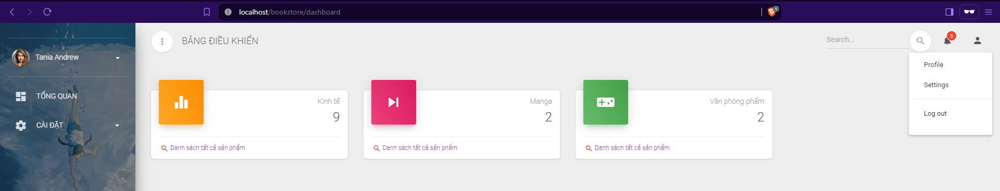 localhost/bookstore/dashboard
1
Tania Andrew
TỔNG QUAN
CÀI ĐẶT
BẢNG ĐIỀU KHIỂN
Search...
5
Profile
Settings
Log out
Kinh tế
9
Danh sách tất cả sản phẩm
Manga
2
Danh sách tất cả sản phẩm
Văn phòng phẩm
2
Danh sách tất cả sản phẩm